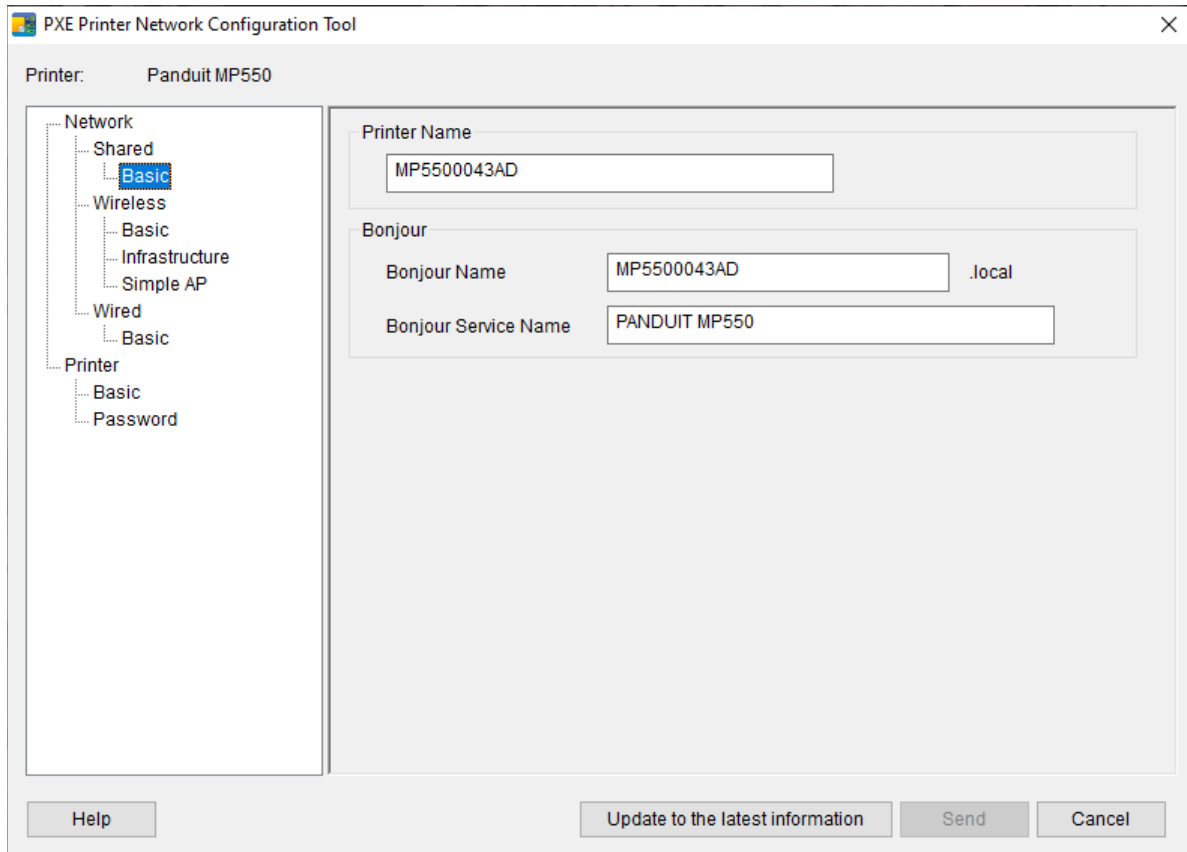 PXE Printer Network Configuration Tool
Printer: Panduit MP550
Network
Shared
Basic
Wireless
Basic
Infrastructure
Simple AP
Wired
Basic
Printer
Basic
Password
Printer Name
MP5500043AD
Bonjour
Bonjour Name MP5500043AD .local
Bonjour Service Name PANDUIT MP550
Help Update to the latest information Send Cancel